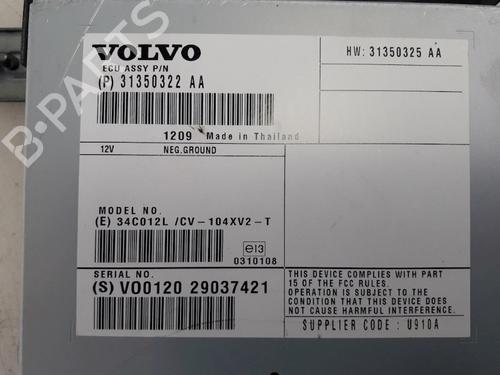 VOLVO
HW: 31350325 AA
ECU ASSY P/N
(P) 31350322 AA
1209 Made in Thailand
12V NEG.GROUND
MODEL NO.
(E) 34C012L /CV-104XV2-T
e13
0310108
SERIAL NO.
(S) V00120 29037421
THIS DEVICE COMPLIES WITH PART
15 OF THE FCC RULES.
OPERATION IS SUBJECT TO THE
CONDITION THAT THIS DEVICE DOES
NOT CAUSE HARMFUL INTERFERENCE.
SUPPLIER CODE : U910A
B-PARTS